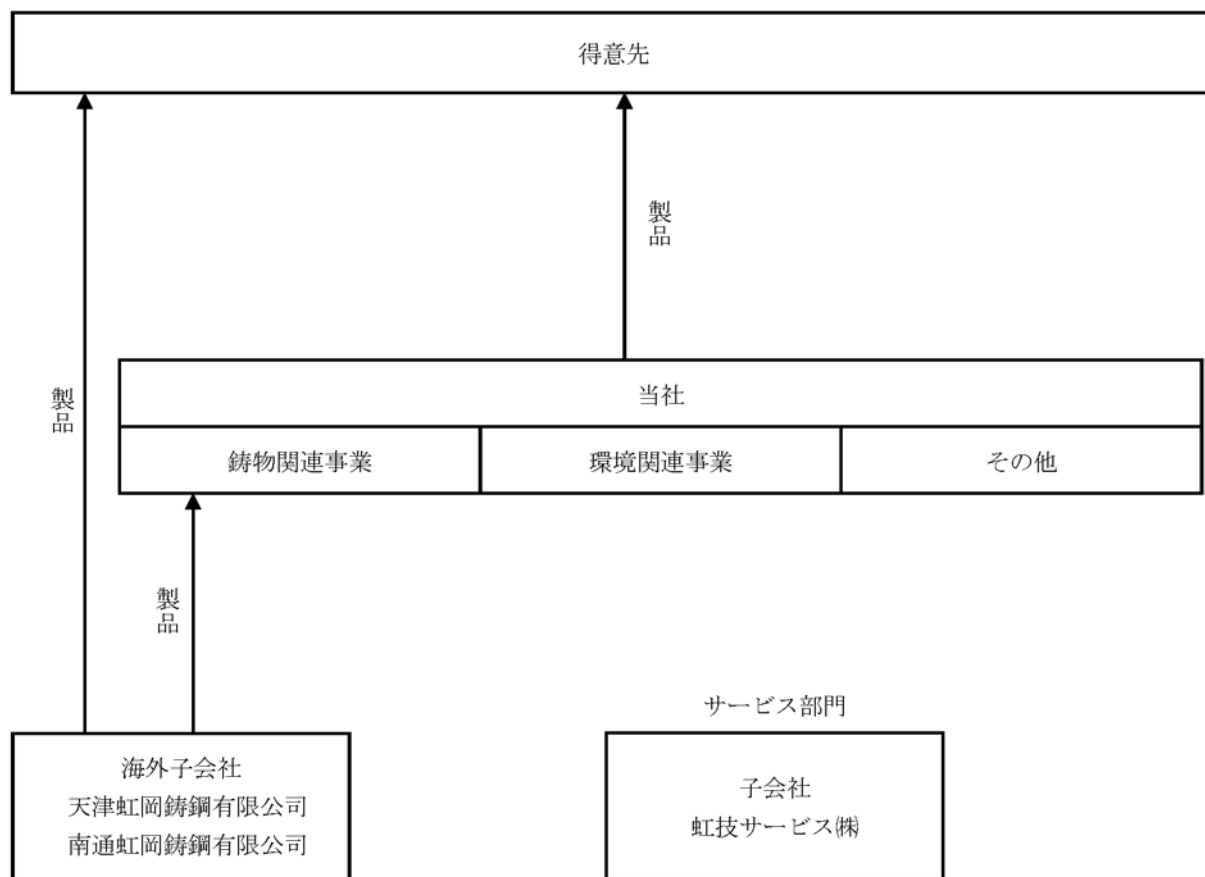 得意先
製品
製品
当社
鋳物関連事業
環境関連事業
その他
製品
サービス部門
海外子会社
天津虹岡鋳鋼有限公司
南通虹岡鋳鋼有限公司
子会社
虹技サービス㈱